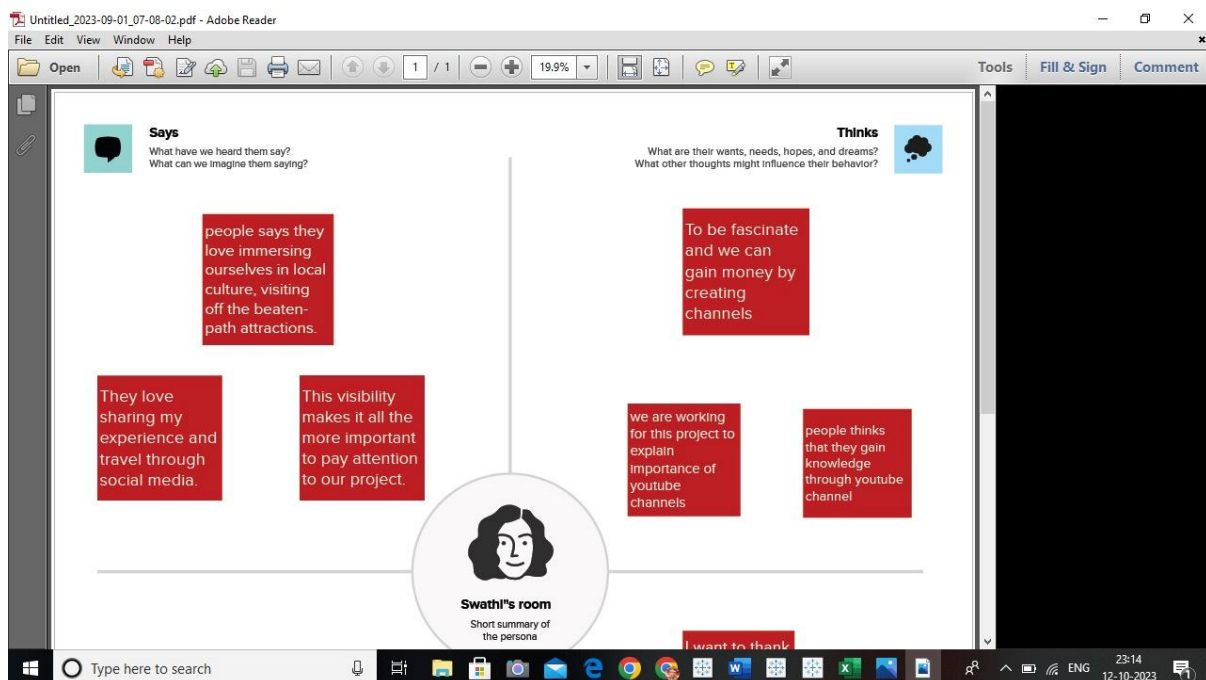 Untitled_2023-09-01_07-08-02.pdf - Adobe Reader
File Edit View Window Help
Open
1 / 1
19.9%
Tools
Fill & Sign
Comment
Says
What have we heard them say?
What can we imagine them saying?
Thinks
What are their wants, needs, hopes, and dreams?
What other thoughts might influence their behavior?
people says they
love immersing
ourselves in local
culture, visiting
off the beaten-
path attractions.
They love
sharing my
experience and
travel through
social media.
This visibility
makes it all the
more important
to pay attention
to our project.
To be fascinate
and we can
gain money by
creating
channels
we are working
for this project to
explain
importance of
youtube
channels
people thinks
that they gain
knowledge
through youtube
channel
Swathi"s room
Short summary of
the persona
I want to thank
Type here to search
ENG
23:14
12-10-2023